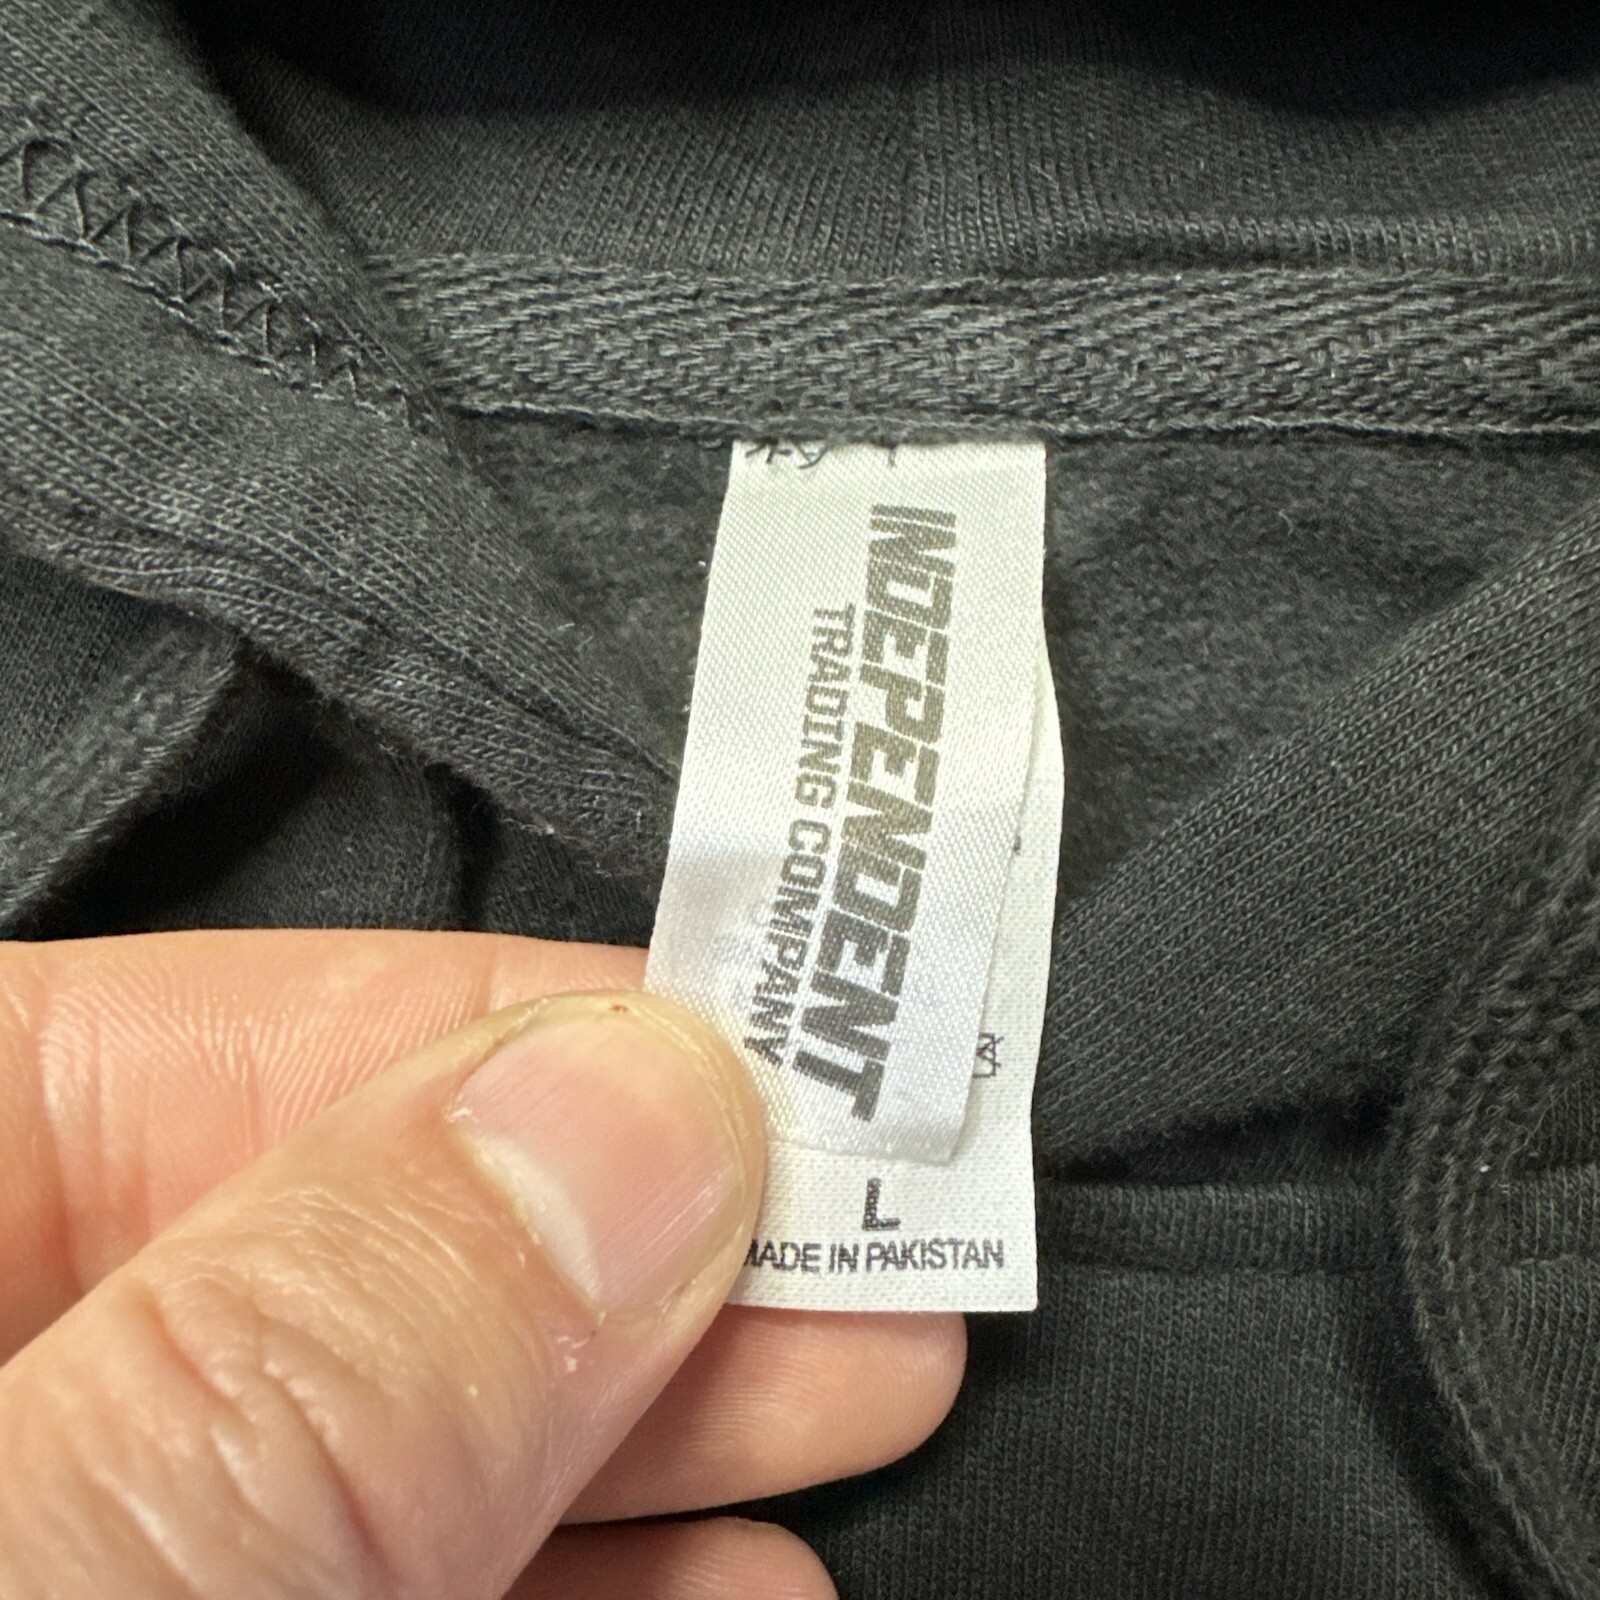 INDEPENDENT
TRADING COMPANY
L
MADE IN PAKISTAN